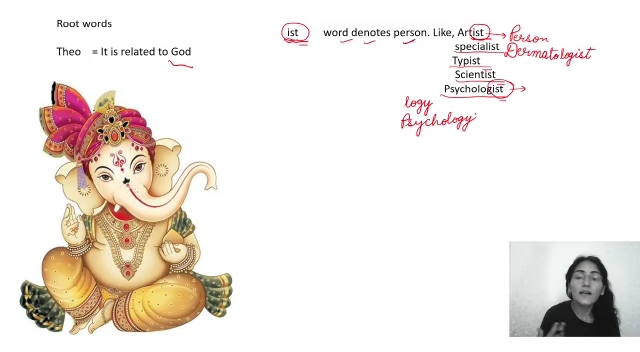 Root words
Theo = It is related to God
ist word denotes person. Like, Artist Person
specialist Dermatologist
Typist
Scientist
Psychologist
logy
Psychology